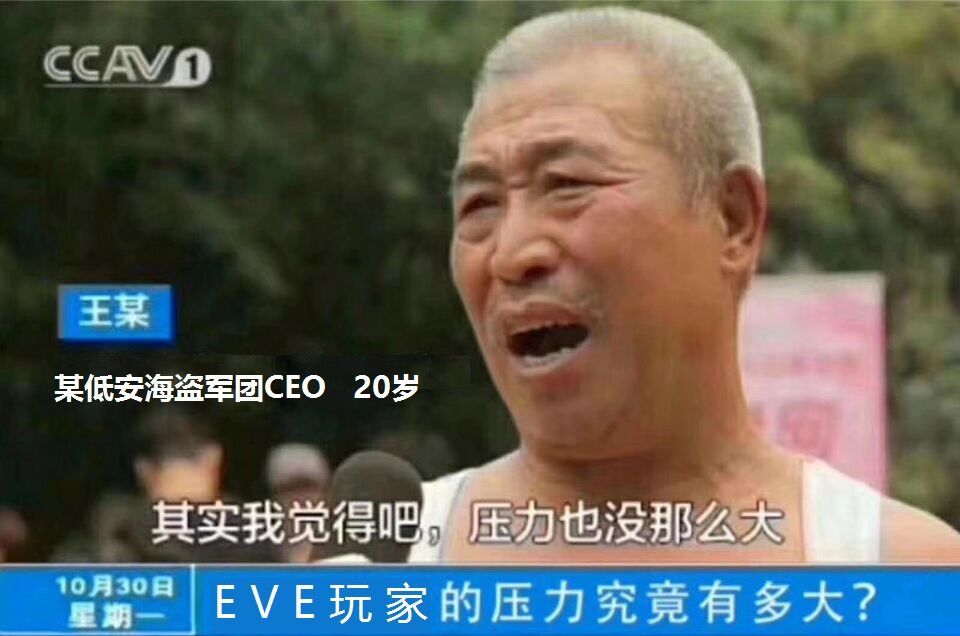 CCAV 1
王某
某低安海盗军团CEO 20岁
其实我觉得吧，压力也没那么大
10月30日
星期一
EVE玩家的压力究竟有多大？